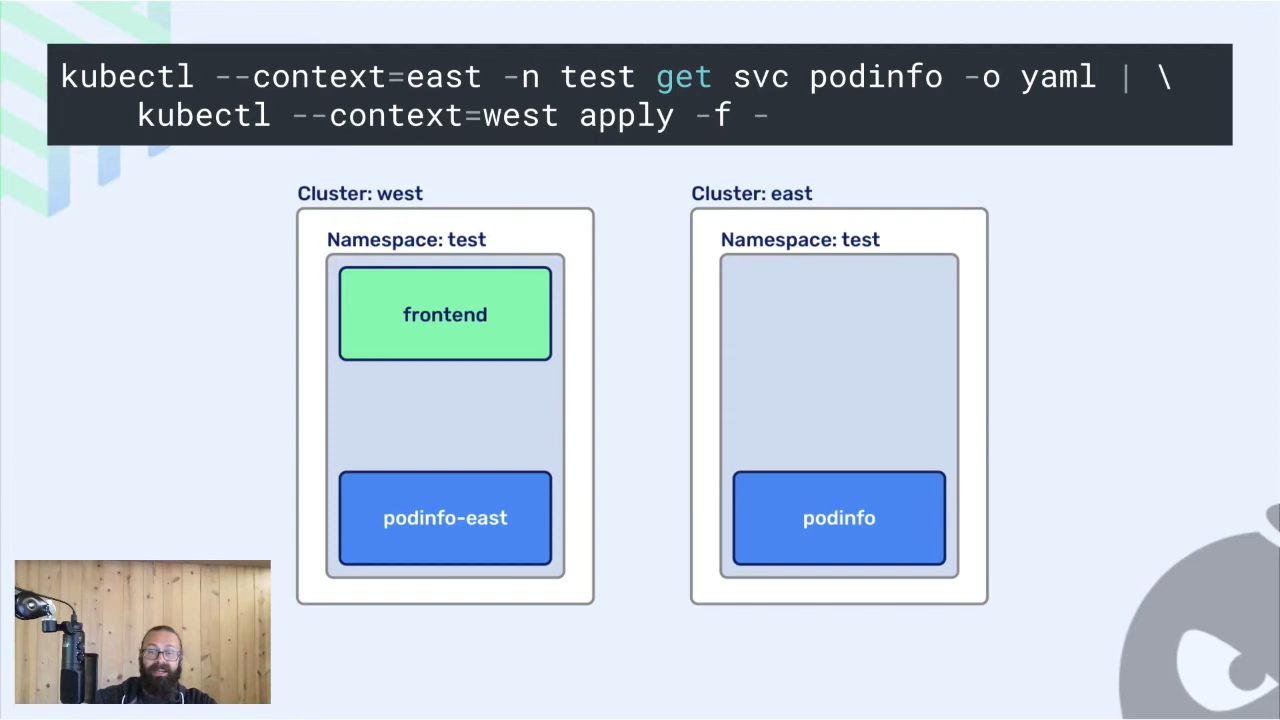 kubectl --context=east -n test get svc podinfo -o yaml | \
kubectl --context=west apply -f -
Cluster: west
Namespace: test
frontend
podinfo-east
Cluster: east
Namespace: test
podinfo